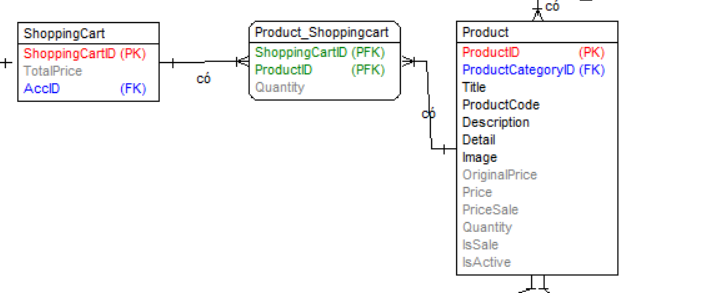 có
ShoppingCart
ShoppingCartID (PK)
TotalPrice
AccID (FK)
có
Product_Shoppingcart
ShoppingCartID (PFK)
ProductID (PFK)
Quantity
có
Product
ProductID (PK)
ProductCategoryID (FK)
Title
ProductCode
Description
Detail
Image
OriginalPrice
Price
PriceSale
Quantity
IsSale
IsActive